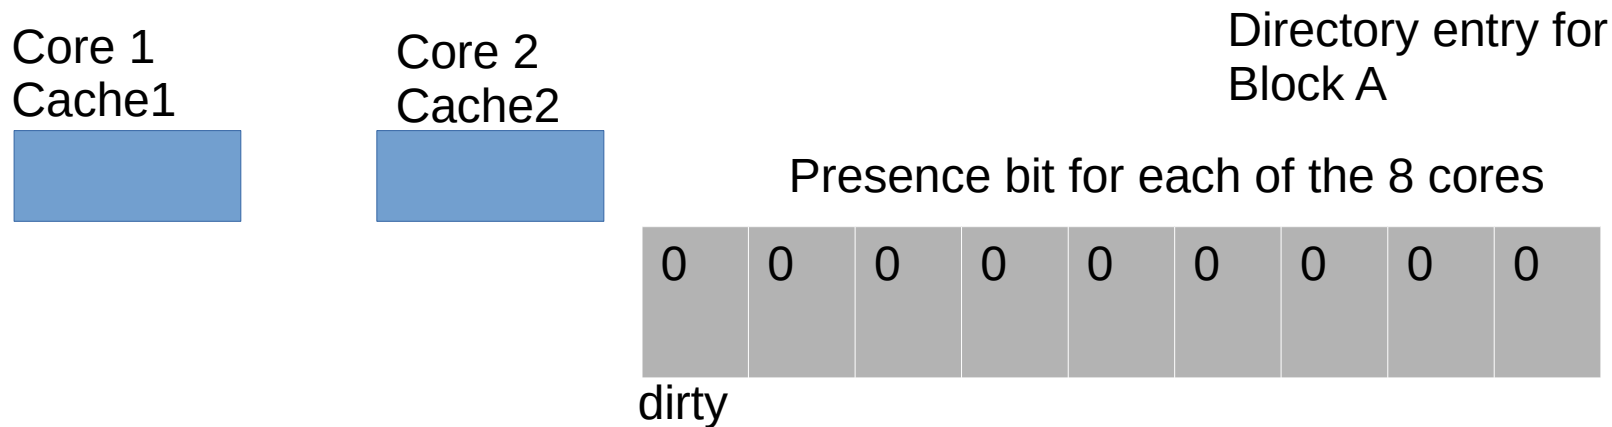 Core 1
Cache1
Core 2
Cache2
Directory entry for
Block A
Presence bit for each of the 8 cores
0 0 0 0 0 0 0 0 0
dirty